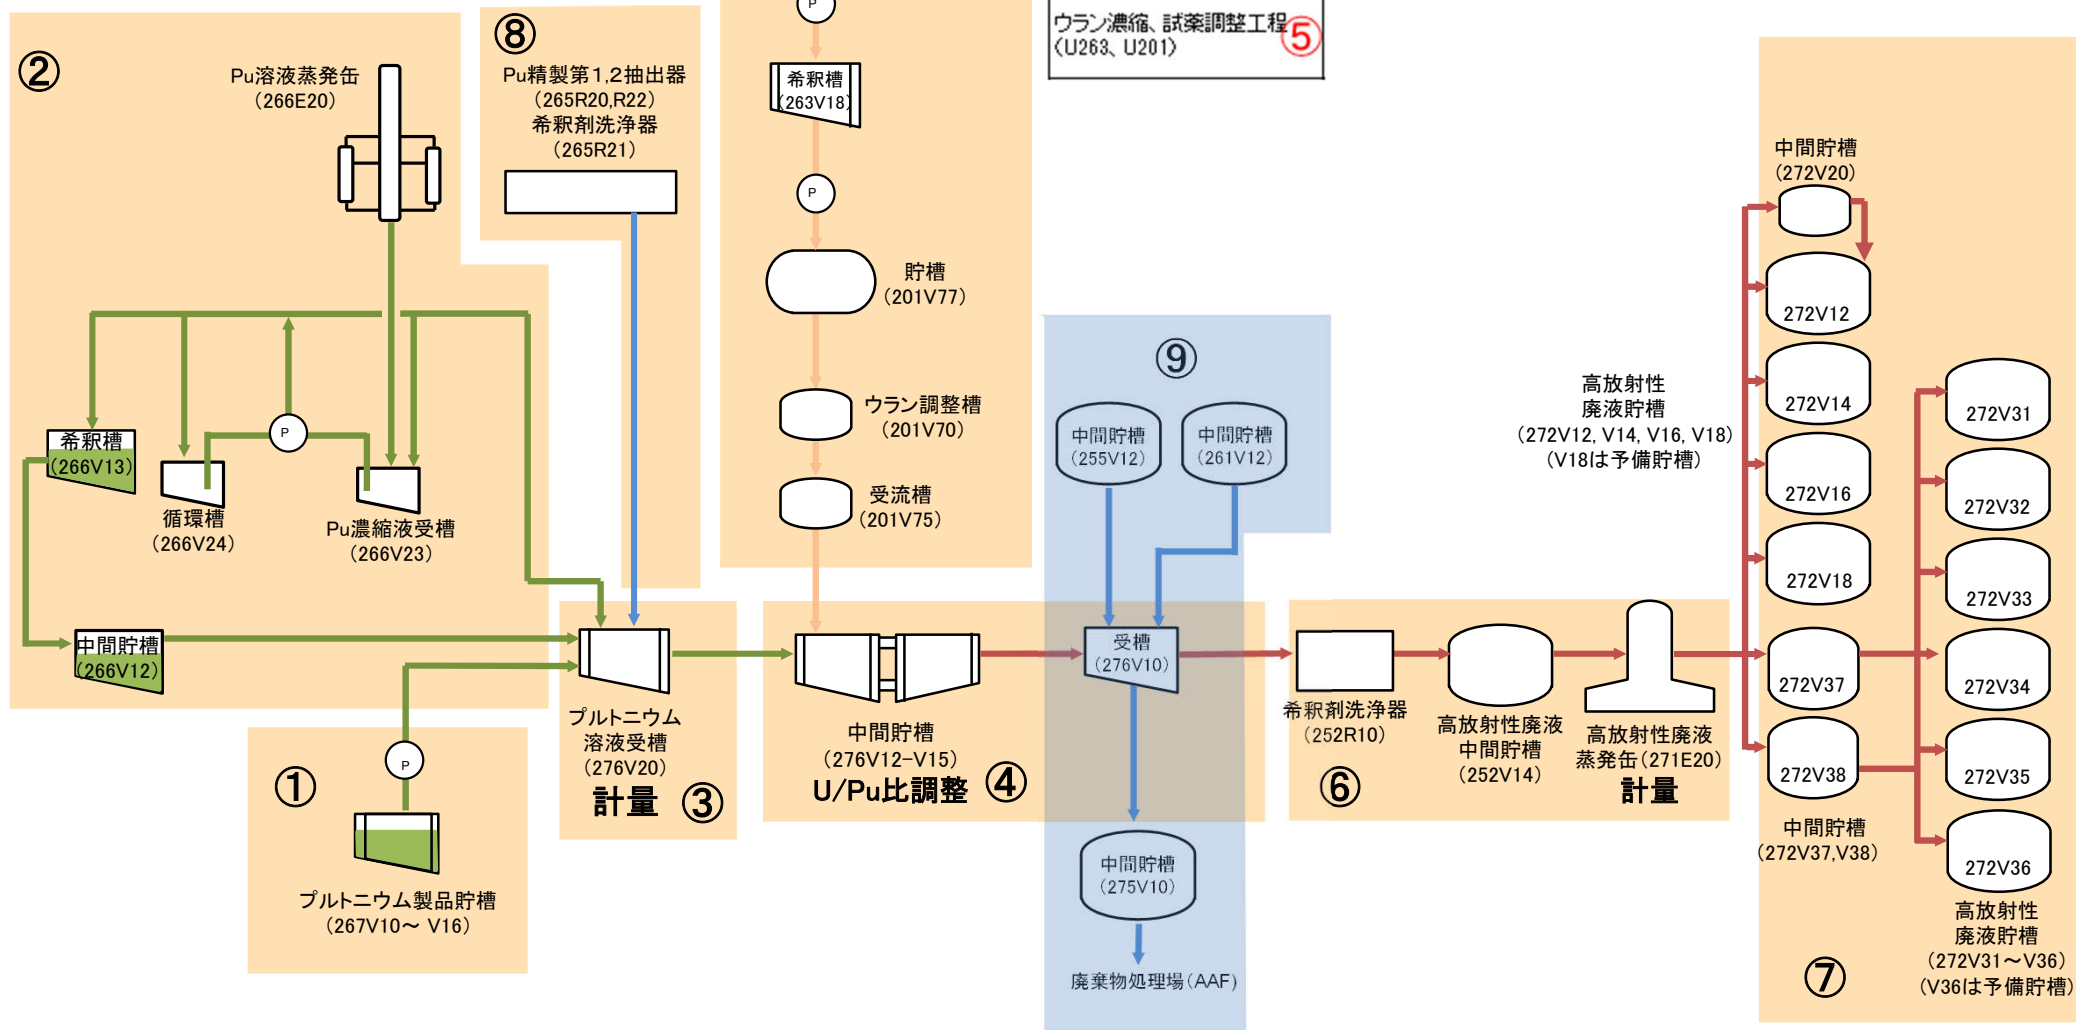 ②
Pu溶液蒸発缶
(266E20)
希釈槽
(266V13)
循環槽
(266V24)
P
Pu濃縮液受槽
(266V23)
中間貯槽
(266V12)
①
P
プルトニウム製品貯槽
(267V10～ V16)
⑧
Pu精製第1,2抽出器
(265R20,R22)
希釈剤洗浄器
(265R21)
プルトニウム
溶液受槽
(276V20)
計量 ③
P
希釈槽
(263V18)
P
貯槽
(201V77)
ウラン調整槽
(201V70)
受流槽
(201V75)
ウラン濃縮、試薬調整工程
(U263、U201)
⑤
中間貯槽
(276V12-V15)
U/Pu比調整 ④
⑨
中間貯槽
(255V12)
中間貯槽
(261V12)
受槽
(276V10)
中間貯槽
(275V10)
廃棄物処理場(AAF)
希釈剤洗浄器
(252R10)
⑥
高放射性廃液
中間貯槽
(252V14)
高放射性廃液
蒸発缶(271E20)
計量
高放射性
廃液貯槽
(272V12, V14, V16, V18)
(V18は予備貯槽)
中間貯槽
(272V20)
272V12
272V14
272V16
272V18
272V37
272V38
中間貯槽
(272V37,V38)
272V31
272V32
272V33
272V34
272V35
272V36
高放射性
廃液貯槽
(272V31～V36)
(V36は予備貯槽)
⑦